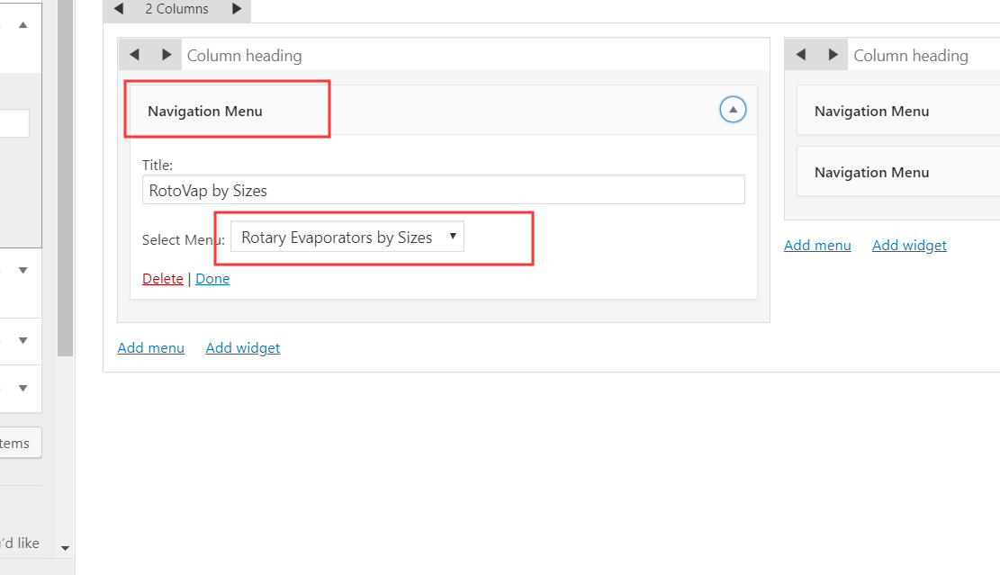 2 Columns
Column heading
Navigation Menu
Title:
RotoVap by Sizes
Select Menu:
Rotary Evaporators by Sizes
Delete | Done
Add menu Add widget
Column heading
Navigation Menu
Navigation Menu
Add menu Add widget
tems
'd like